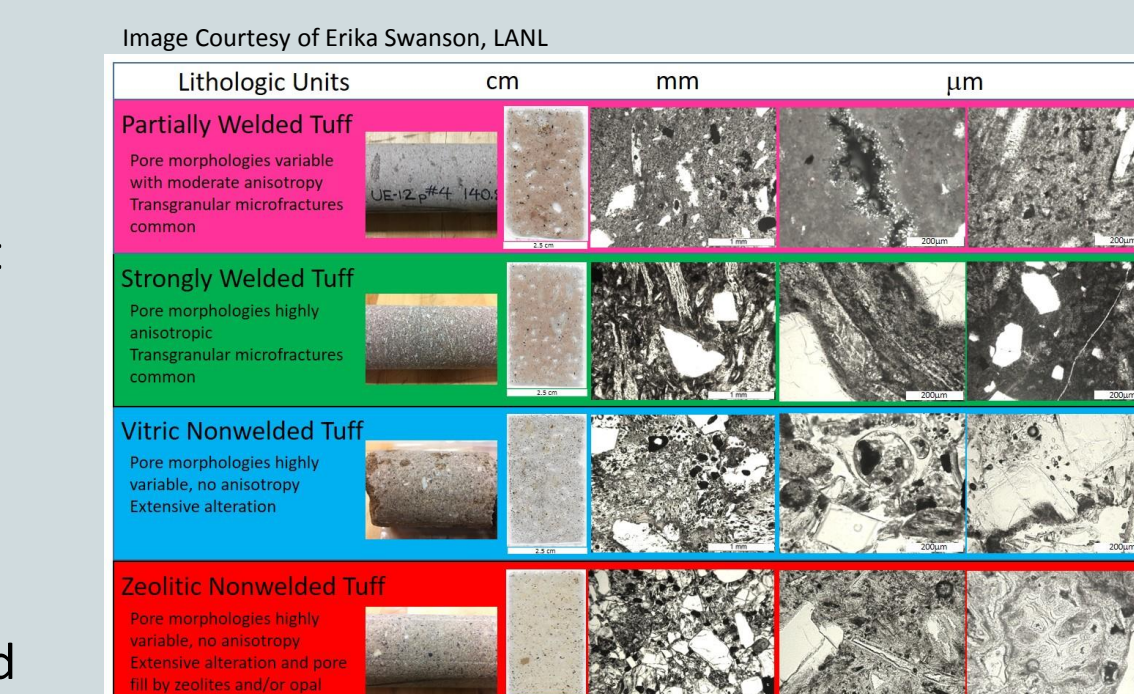 Image Courtesy of Erika Swanson, LANL
Lithologic Units cm mm μm
Partially Welded Tuff
Pore morphologies variable
with moderate anisotropy
Transgranular microfractures
common
UE-12p#4 140.
2.5 cm
1 mm
200μm
200μm
:
Strongly Welded Tuff
Pore morphologies highly
anisotropic
Transgranular microfractures
common
2.5 cm
1 mm
200μm
200μm
Vitric Nonwelded Tuff
Pore morphologies highly
variable, no anisotropy
Extensive alteration
2.5 cm
1 mm
200μm
200μm
Zeolitic Nonwelded Tuff
Pore morphologies highly
variable, no anisotropy
Extensive alteration and pore
fill by zeolites and/or opal
d